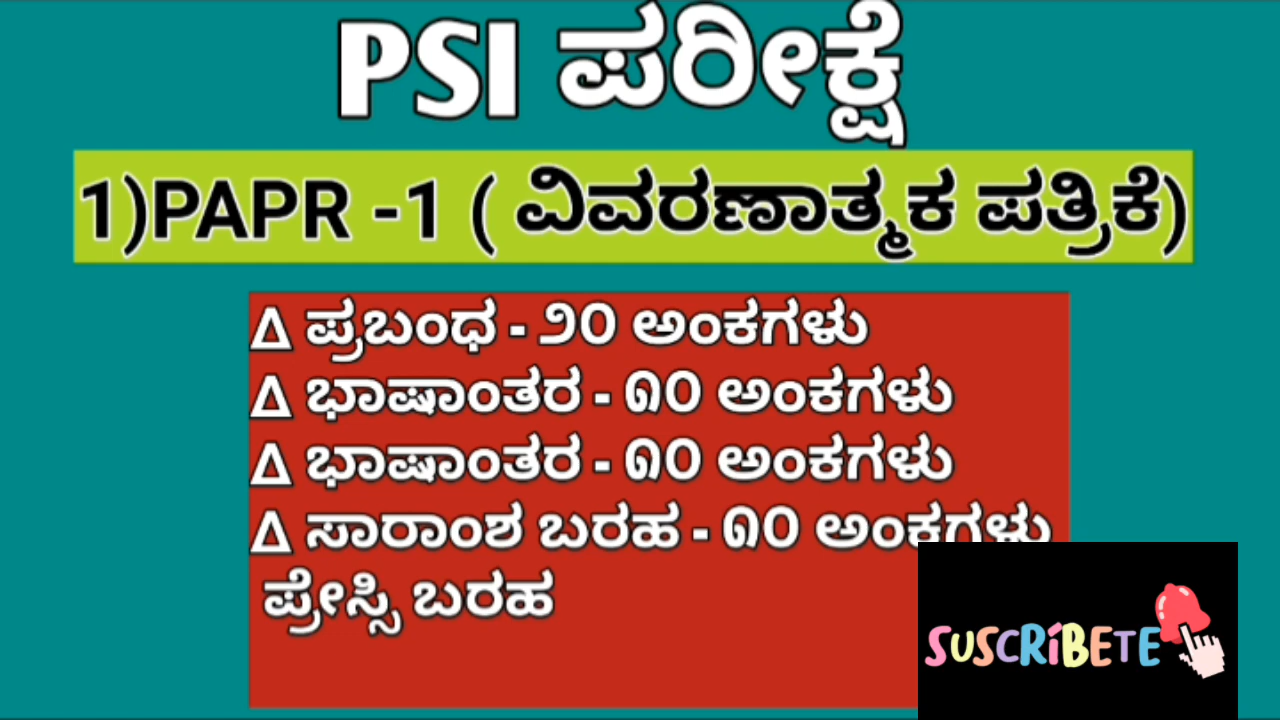 PSI ಪರೀಕ್ಷೆ
1)PAPR -1 ( ವಿವರಣಾತ್ಮಕ ಪತ್ರಿಕೆ)
Δ ಪ್ರಬಂಧ - ೨೦ ಅಂಕಗಳು
Δ ಭಾಷಾಂತರ - ೧೦ ಅಂಕಗಳು
Δ ಭಾಷಾಂತರ - ೧೦ ಅಂಕಗಳು
Δ ಸಾರಾಂಶ ಬರಹ - ೧೦ ಅಂಕಗಳು
ಪ್ರೇಸ್ಸಿ ಬರಹ
SUSCRÍBETE